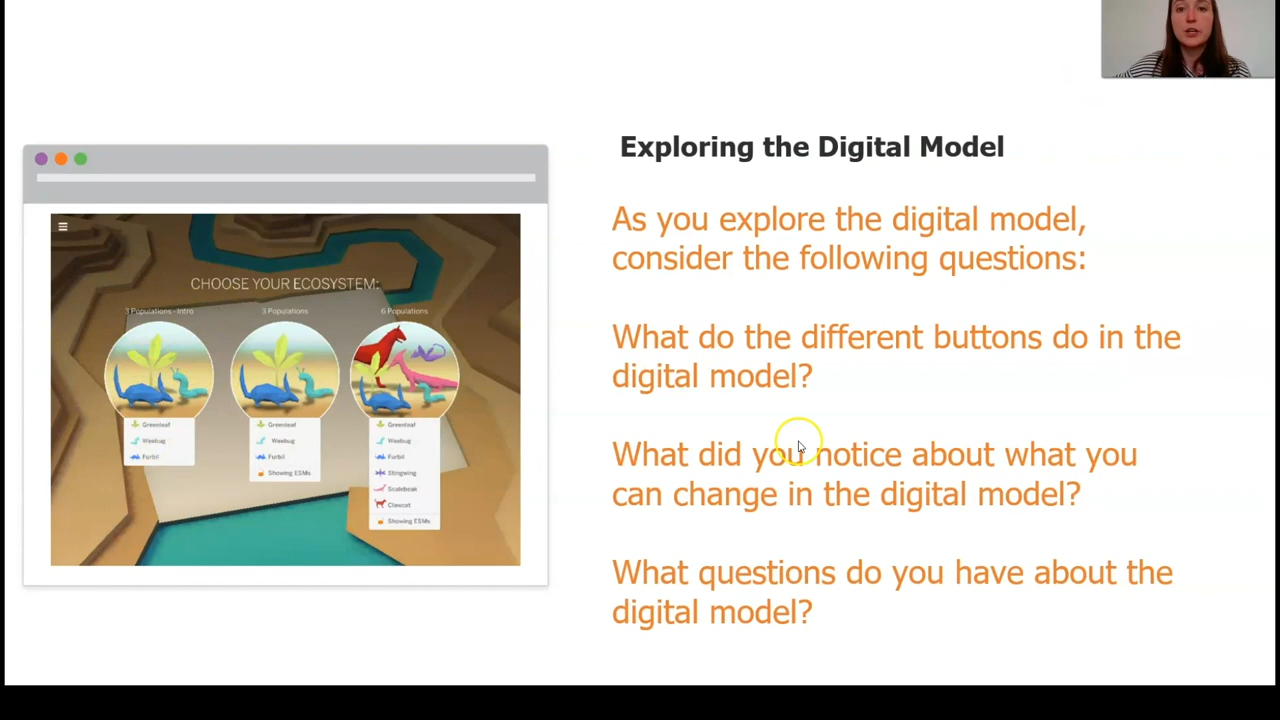 Exploring the Digital Model
As you explore the digital model,
consider the following questions:
What do the different buttons do in the
digital model?
What did you notice about what you
can change in the digital model?
What questions do you have about the
digital model?
CHOOSE YOUR ECOSYSTEM:
3 Populations - Intro
Greenleaf
Weebug
Furbil
3 Populations
Greenleaf
Weebug
Furbil
Showing ESMs
6 Populations
Greenleaf
Weebug
Furbil
Stingwing
Scalebeak
Clawcat
Showing ESMs